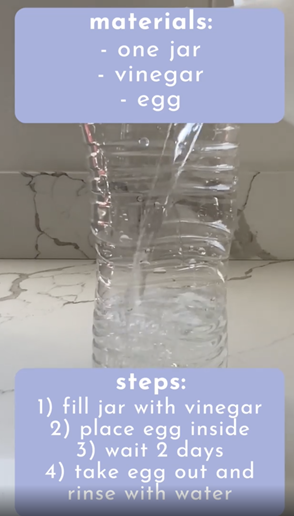 materials:
- one jar
- vinegar
- egg
steps:
1) fill jar with vinegar
2) place egg inside
3) wait 2 days
4) take egg out and
rinse with water